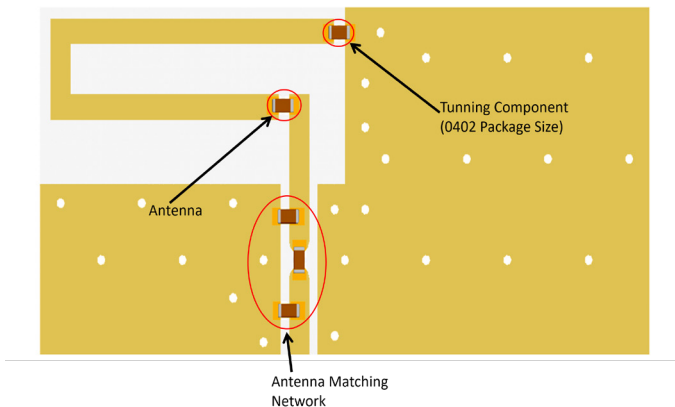 Tunning Component
(0402 Package Size)
Antenna
Antenna Matching
Network